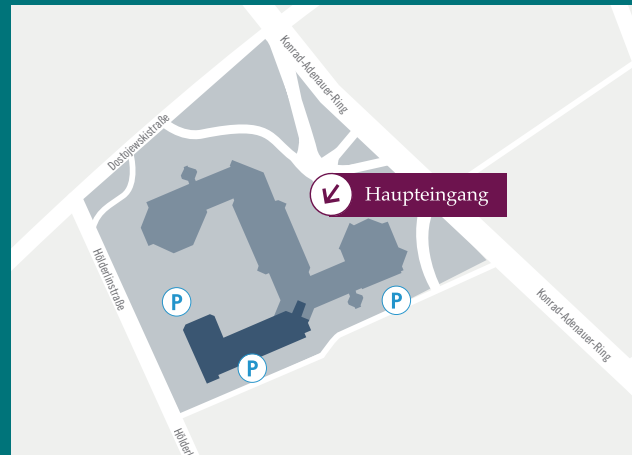 Konrad-Adenauer-Ring
Dostojewskistraße
Haupteingang
Hölderlinstraße
P
P
Konrad-Adenauer-Ring
P